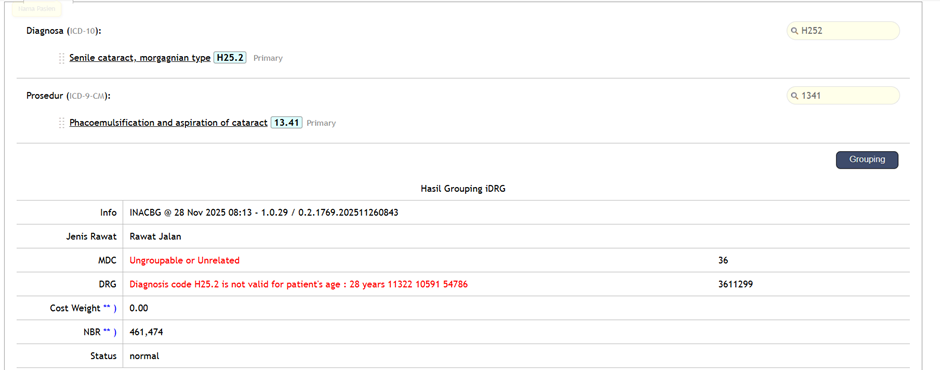 Nama Pasien
Diagnosa (ICD-10):
H252
Senile cataract, morgagnian type H25.2 Primary
Prosedur (ICD-9-CM):
1341
Phacoemulsification and aspiration of cataract 13.41 Primary
Grouping
Hasil Grouping iDRG
Info INACBG @ 28 Nov 2025 08:13 - 1.0.29 / 0.2.1769.202511260843
Jenis Rawat Rawat Jalan
MDC Ungroupable or Unrelated 36
DRG Diagnosis code H25.2 is not valid for patient's age : 28 years 11322 10591 54786 3611299
Cost Weight ** ) 0.00
NBR ** ) 461,474
Status normal